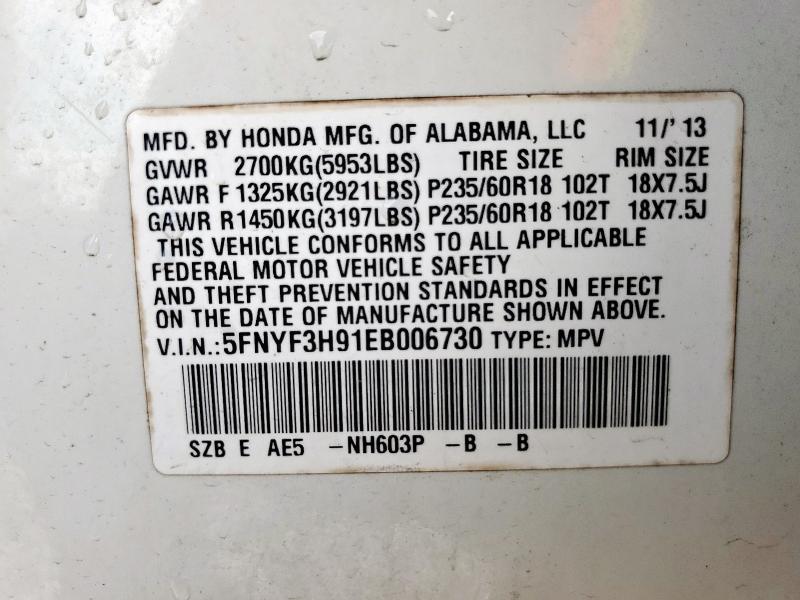 MFD. BY HONDA MFG. OF ALABAMA, LLC 11/'13
GVWR 2700KG(5953LBS) TIRE SIZE RIM SIZE
GAWR F 1325KG(2921LBS) P235/60R18 102T 18X7.5J
GAWR R1450KG(3197LBS) P235/60R18 102T 18X7.5J
THIS VEHICLE CONFORMS TO ALL APPLICABLE
FEDERAL MOTOR VEHICLE SAFETY
AND THEFT PREVENTION STANDARDS IN EFFECT
ON THE DATE OF MANUFACTURE SHOWN ABOVE.
V.I.N.:5FNYF3H91EB006730 TYPE: MPV
SZB E AE5 -NH603P -B -B